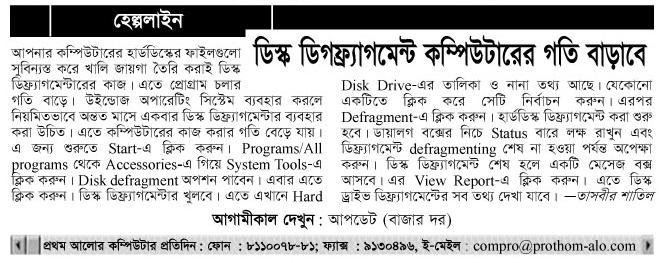 হেল্পলাইন
ডিস্ক ডিগফ্র্যাগমেন্ট কম্পিউটারের গতি বাড়াবে
আপনার কম্পিউটারের হার্ডডিস্কের ফাইলগুলো
সুবিন্যস্ত করে খালি জায়গা তৈরি করাই ডিস্ক
ডিফ্র্যাগমেন্টারের কাজ। এতে প্রোগ্রাম চলার
গতি বাড়ে। উইন্ডোজ অপারেটিং সিস্টেম ব্যবহার করলে
নিয়মিতভাবে অন্তত মাসে একবার ডিস্ক ডিফ্র্যাগমেন্টার ব্যবহার
করা উচিত। এতে কম্পিউটারের কাজ করার গতি বেড়ে যায়।
এ জন্য শুরুতে Start-এ ক্লিক করুন। Programs/All
programs থেকে Accessories-এ গিয়ে System Tools-এ
ক্লিক করুন। Disk defragment অপশন পাবেন। এবার এতে
ক্লিক করুন। ডিস্ক ডিফ্র্যাগমেন্টার খুলবে। এতে এখানে Hard
Disk Drive-এর তালিকা ও নানা তথ্য আছে। যেকোনো
একটিতে ক্লিক করে সেটি নির্বাচন করুন। এরপর
Defragment-এ ক্লিক করুন। হার্ডডিস্ক ডিফ্র্যাগমেন্ট করা শুরু
হবে। ডায়ালগ বক্সের নিচে Status বারে লক্ষ রাখুন এবং
ডিফ্র্যাগমেন্ট defragmenting শেষ না হওয়া পর্যন্ত অপেক্ষা
করুন। ডিস্ক ডিফ্র্যাগমেন্ট শেষ হলে একটি মেসেজ বক্স
আসবে। এর View Report-এ ক্লিক করুন। এতে ডিস্ক
ড্রাইভ ডিফ্র্যাগমেন্টের সব তথ্য দেখা যাবে। —তাসবীর শাতিল
আগামীকাল দেখুন : আপডেট (বাজার দর)
প্রথম আলোর কম্পিউটার প্রতিদিন : ফোন : ৮১১০০৭৮-৮১; ফ্যাক্স : ৯১৩০৪৯৬, ই-মেইল : compro@prothom-alo.com